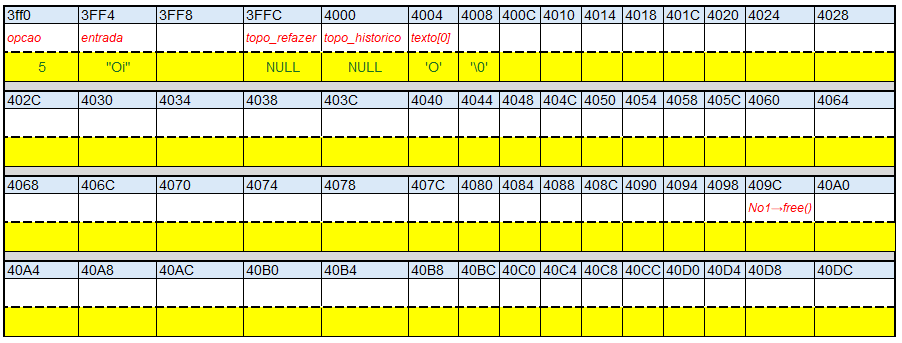 3ff0 3FF4 3FF8 3FFC 4000 4004 4008 400C 4010 4014 4018 401C 4020 4024 4028
opcao entrada topo_refazer topo_historico texto[0]
5 "Oi" NULL NULL 'O' '\0'
402C 4030 4034 4038 403C 4040 4044 4048 404C 4050 4054 4058 405C 4060 4064
4068 406C 4070 4074 4078 407C 4080 4084 4088 408C 4090 4094 4098 409C 40A0
No1→free()
40A4 40A8 40AC 40B0 40B4 40B8 40BC 40C0 40C4 40C8 40CC 40D0 40D4 40D8 40DC